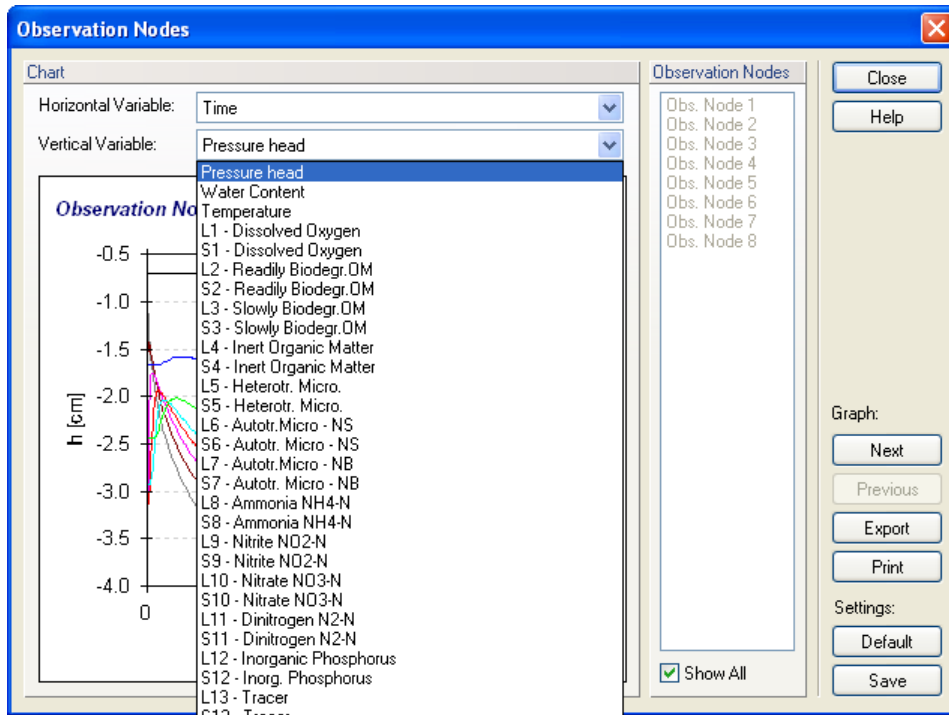 Observation Nodes
Chart
Horizontal Variable:
Time
Vertical Variable:
Pressure head
Pressure head
Water Content
Temperature
L1 - Dissolved Oxygen
S1 - Dissolved Oxygen
L2 - Readily Biodegr.OM
S2 - Readily Biodegr.OM
L3 - Slowly Biodegr.OM
S3 - Slowly Biodegr.OM
L4 - Inert Organic Matter
S4 - Inert Organic Matter
L5 - Heterotr. Micro.
S5 - Heterotr. Micro.
L6 - Autotr.Micro - NS
S6 - Autotr. Micro - NS
L7 - Autotr.Micro - NB
S7 - Autotr. Micro - NB
L8 - Ammonia NH4-N
S8 - Ammonia NH4-N
L9 - Nitrite NO2-N
S9 - Nitrite NO2-N
L10 - Nitrate NO3-N
S10 - Nitrate NO3-N
L11 - Dinitrogen N2-N
S11 - Dinitrogen N2-N
L12 - Inorganic Phosphorus
S12 - Inorg. Phosphorus
L13 - Tracer
S13 - Tracer
Observation No
-0.5
-1.0
-1.5
-2.0
-2.5
-3.0
-3.5
-4.0
h [cm]
0
Observation Nodes
Obs. Node 1
Obs. Node 2
Obs. Node 3
Obs. Node 4
Obs. Node 5
Obs. Node 6
Obs. Node 7
Obs. Node 8
Show All
Close
Help
Graph:
Next
Previous
Export
Print
Settings:
Default
Save